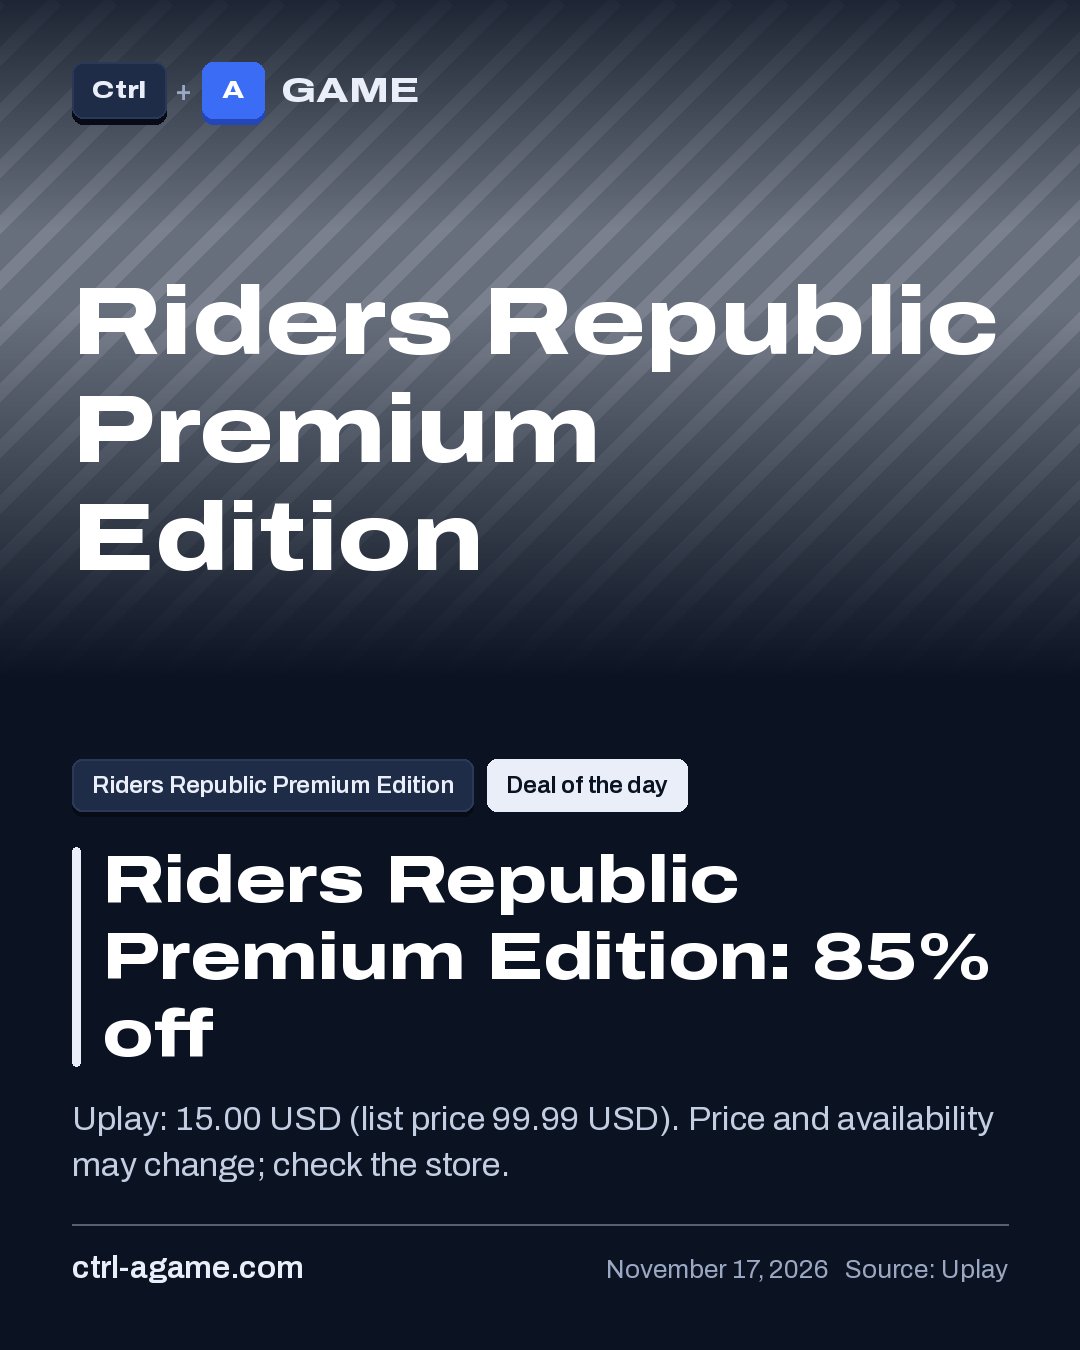 Ctrl + A GAME
Riders Republic
Premium
Edition
Riders Republic Premium Edition Deal of the day
Riders Republic
Premium Edition: 85%
off
Uplay: 15.00 USD (list price 99.99 USD). Price and availability
may change; check the store.
ctrl-agame.com November 17, 2026 Source: Uplay